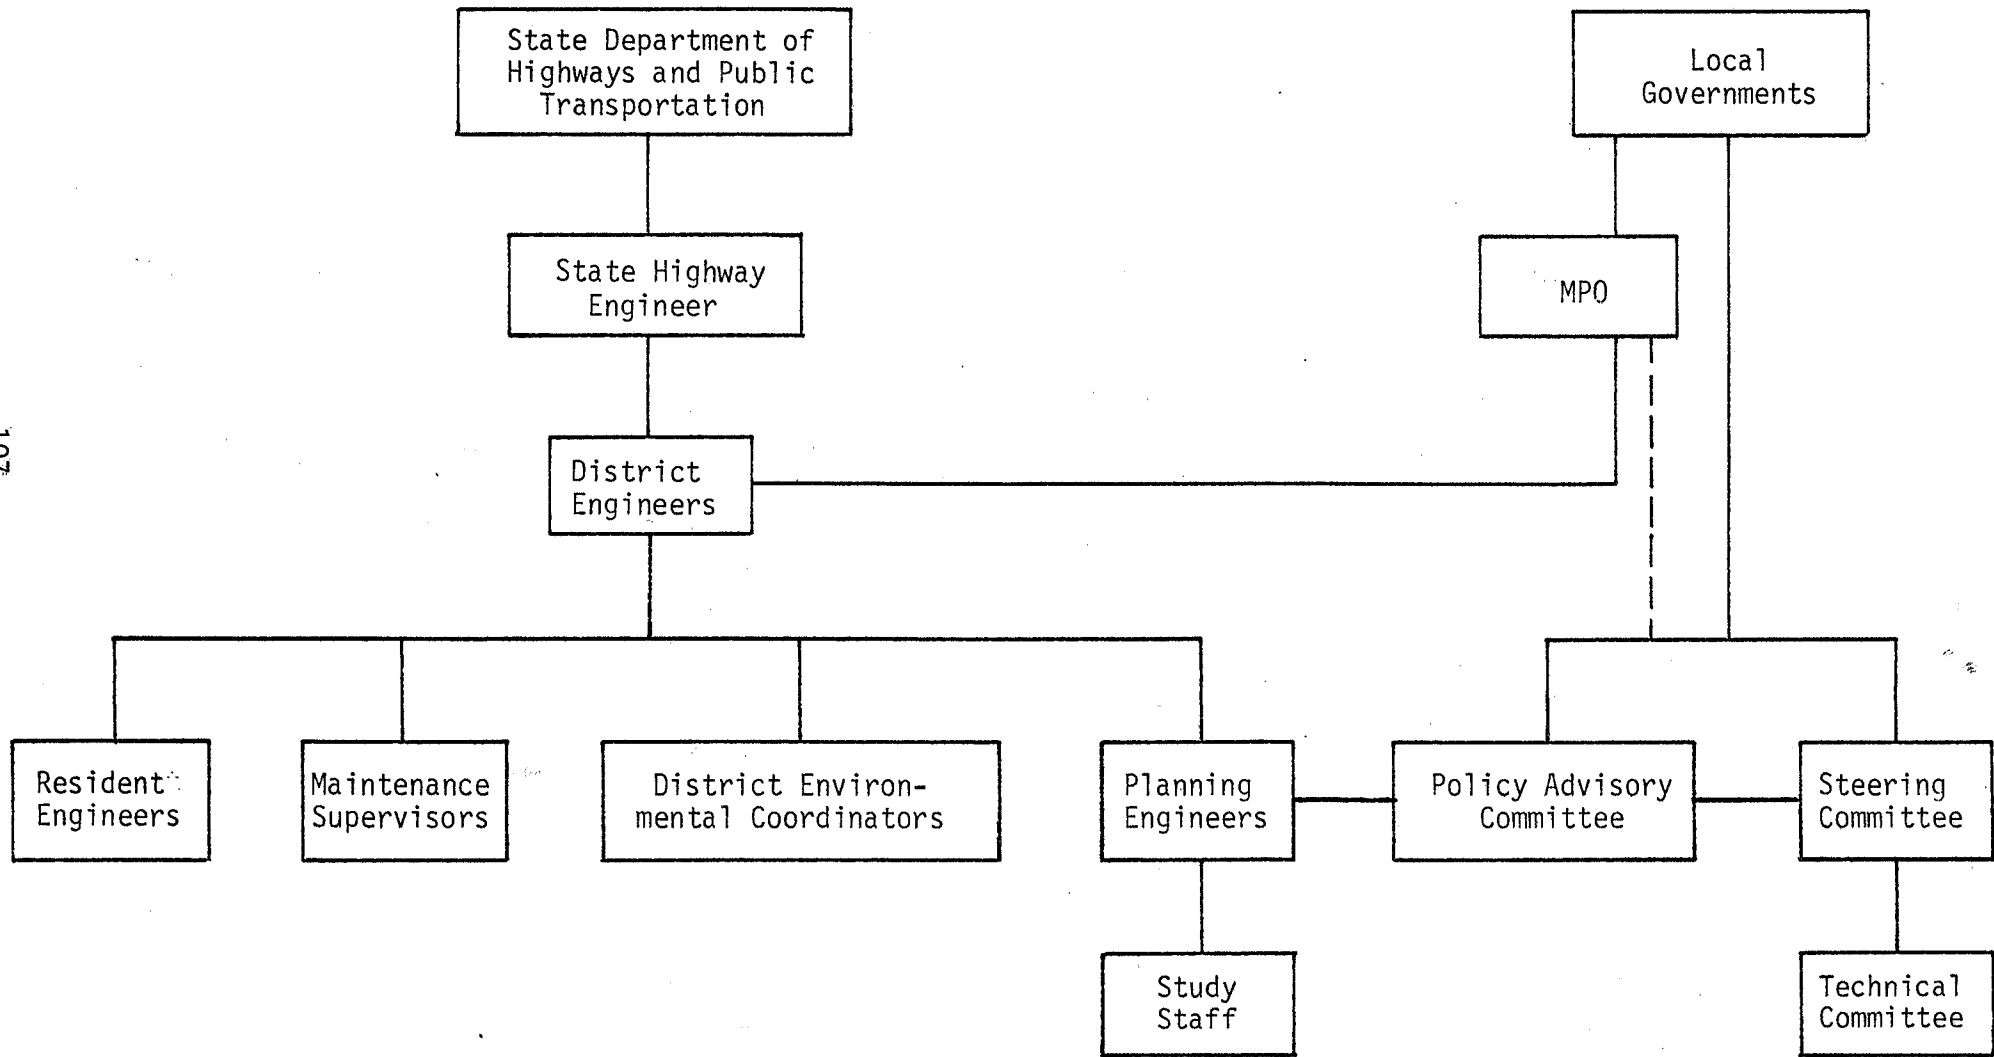 State Department of
Highways and Public
Transportation
Local
Governments
State Highway
Engineer
MPO
District
Engineers
Resident
Engineers
Maintenance
Supervisors
District Environ-
mental Coordinators
Planning
Engineers
Policy Advisory
Committee
Steering
Committee
Study
Staff
Technical
Committee